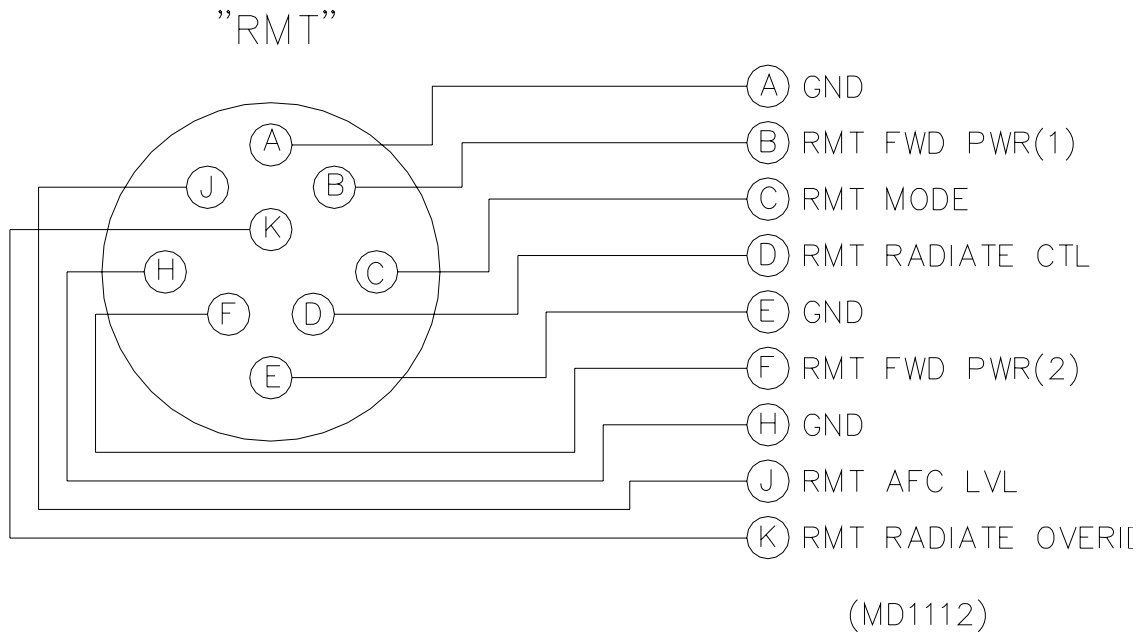 ”RMT”
A
J
B
K
H
C
F
D
E
A GND
B RMT FWD PWR(1)
C RMT MODE
D RMT RADIATE CTL
E GND
F RMT FWD PWR(2)
H GND
J RMT AFC LVL
K RMT RADIATE
(MD1112)